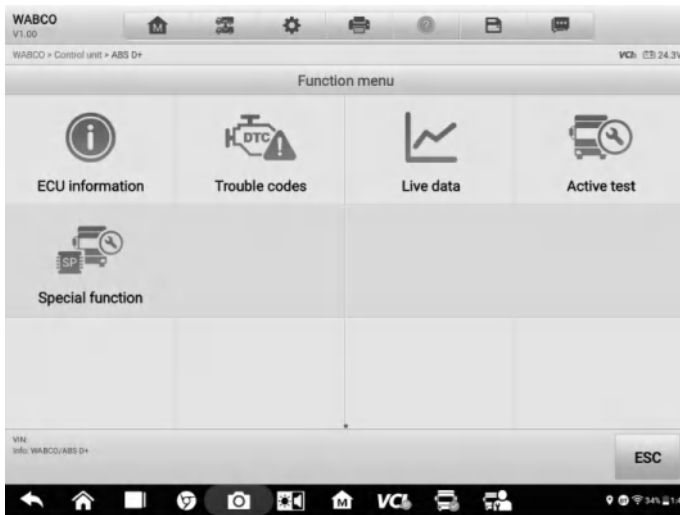 WABCO
V1.00
WABCO > Control unit > ABS D+
VCI: 24.3V
Function menu
ECU information
DTC
Trouble codes
Live data
Active test
SP
Special function
VIN:
Info: WABCO/ABS D+
ESC
M
VCI
34%